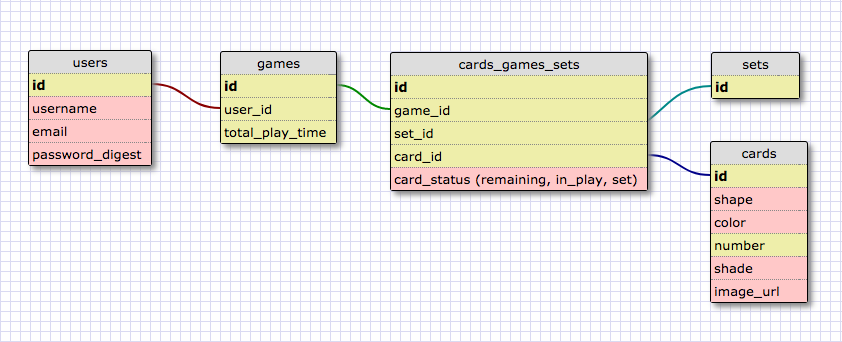 users
id
username
email
password_digest
games
id
user_id
total_play_time
cards_games_sets
id
game_id
set_id
card_id
card_status (remaining, in_play, set)
sets
id
cards
id
shape
color
number
shade
image_url